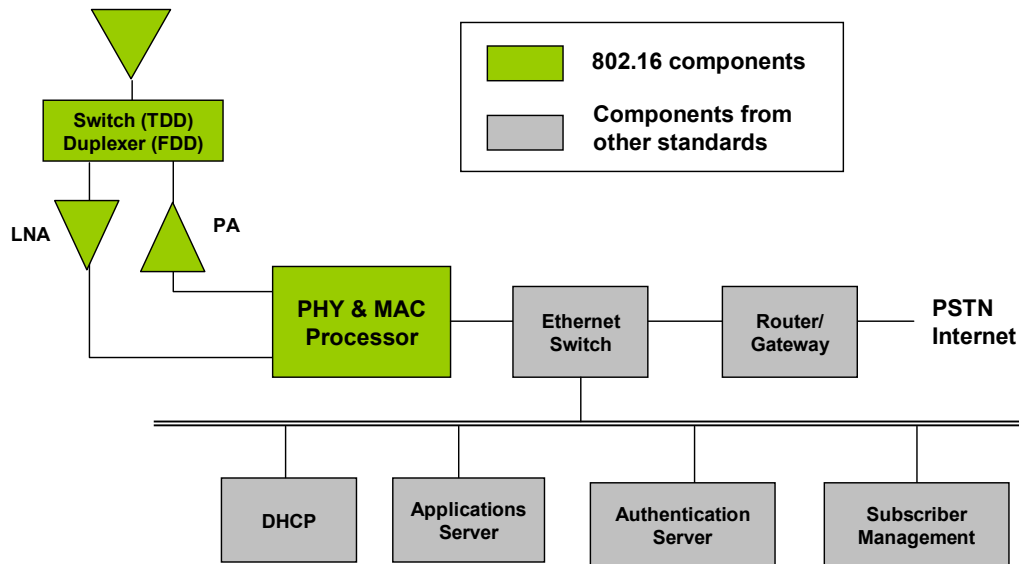 802.16 components
Components from
other standards
Switch (TDD)
Duplexer (FDD)
LNA
PA
PHY & MAC
Processor
Ethernet
Switch
Router/
Gateway
PSTN
Internet
DHCP
Applications
Server
Authentication
Server
Subscriber
Management